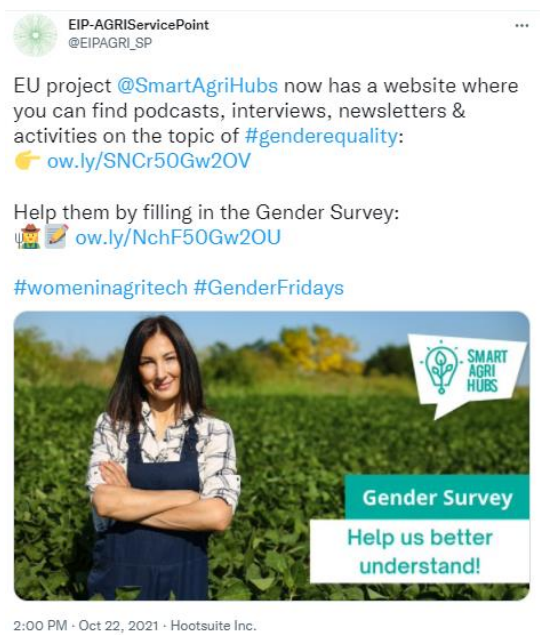 EIP-AGRIServicePoint
@EIPAGRI_SP
EU project @SmartAgriHubs now has a website where
you can find podcasts, interviews, newsletters &
activities on the topic of #genderequality:
👉 ow.ly/SNCr50Gw2OV
Help them by filling in the Gender Survey:
👩‍🌾📝 ow.ly/NchF50Gw2OU
#womeninagritech #GenderFridays
SMART
AGRI
HUBS
Gender Survey
Help us better
understand!
2:00 PM · Oct 22, 2021 · Hootsuite Inc.